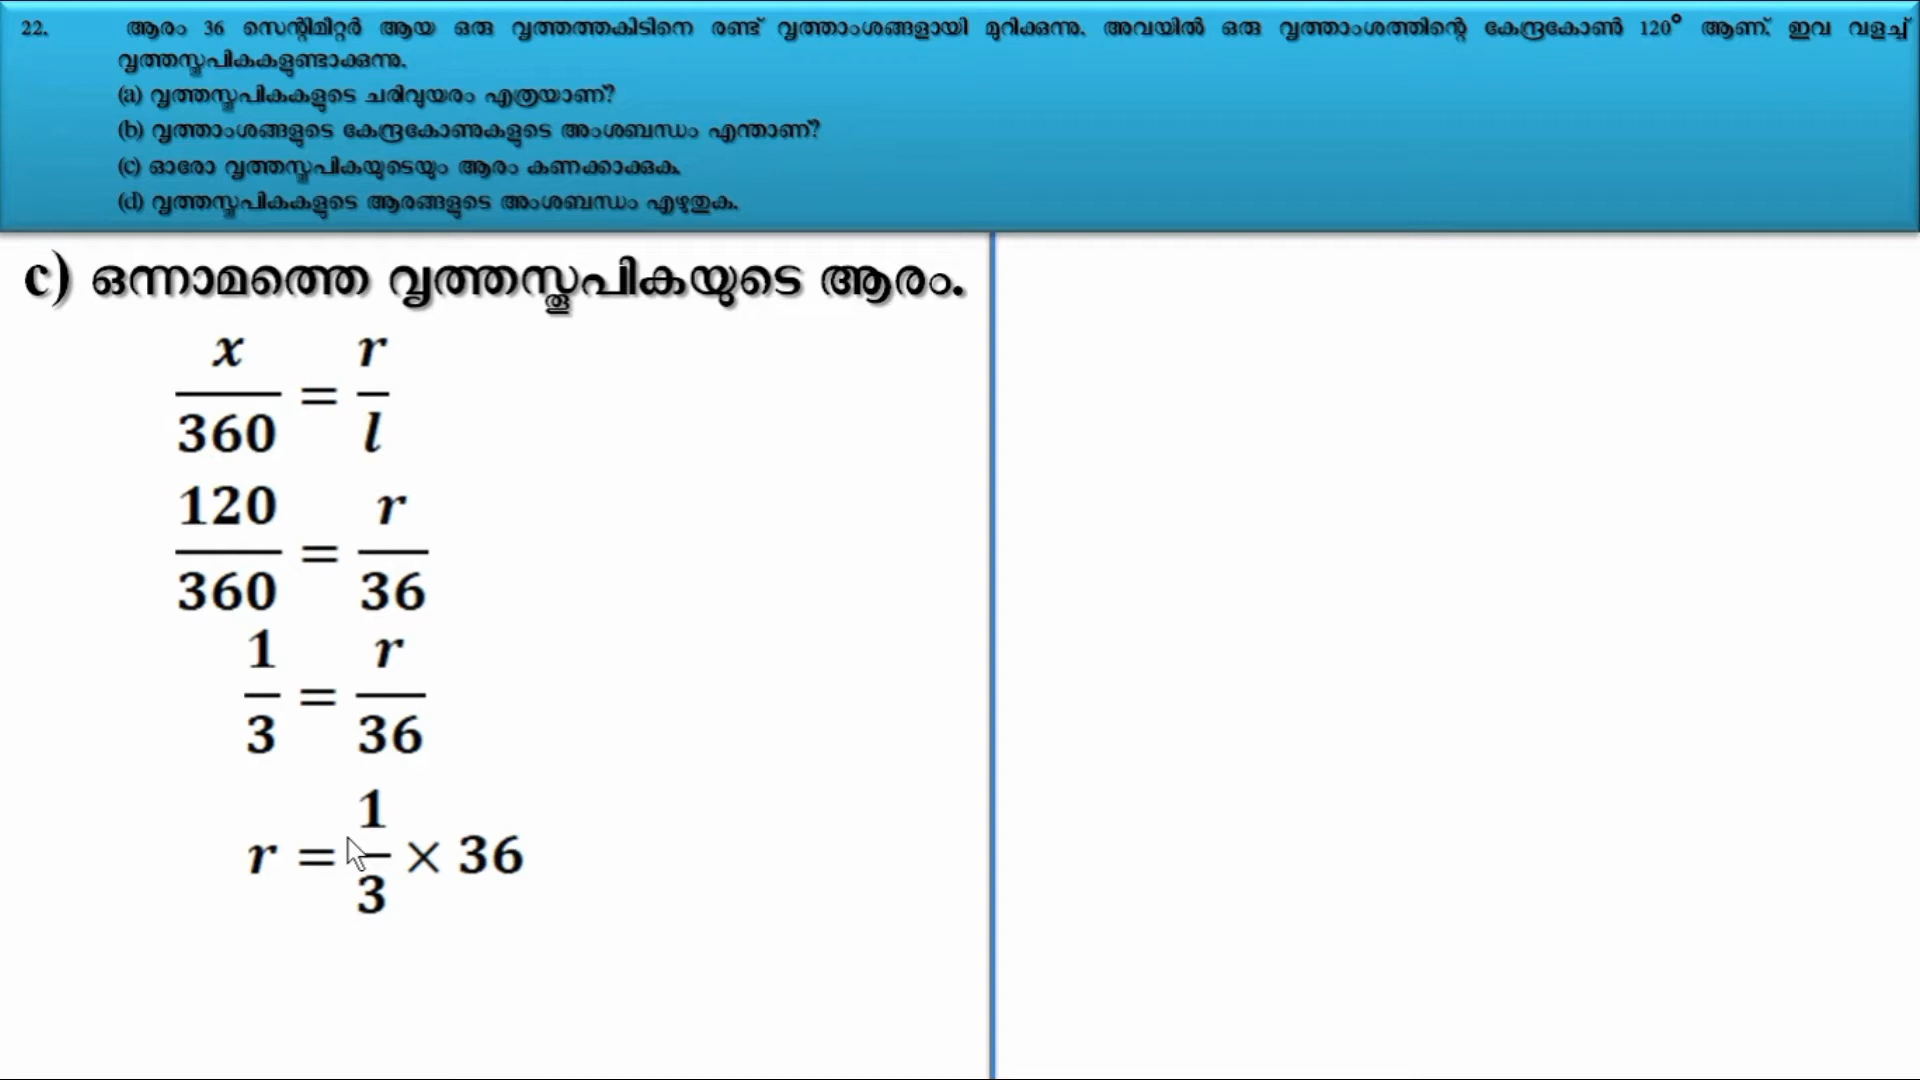 22. ആരം 36 സെന്റിമീറ്റർ ആയ ഒരു വൃത്തത്തകിടിനെ രണ്ട് വൃത്താംശങ്ങളായി മുറിക്കുന്നു. അവയിൽ ഒരു വൃത്താംശത്തിന്റെ കേന്ദ്രകോൺ 120° ആണ്. ഇവ വളച്ച്
വൃത്തസ്തൂപികകളുണ്ടാക്കുന്നു.
(a) വൃത്തസ്തൂപികകളുടെ ചരിവുയരം എത്രയാണ്?
(b) വൃത്താംശങ്ങളുടെ കേന്ദ്രകോണുകളുടെ അംശബന്ധം എന്താണ്?
(c) ഓരോ വൃത്തസ്തൂപികയുടെയും ആരം കണക്കാക്കുക.
(d) വൃത്തസ്തൂപികകളുടെ ആരങ്ങളുടെ അംശബന്ധം എഴുതുക.
c) ഒന്നാമത്തെ വൃത്തസ്തൂപികയുടെ ആരം.
x/360 = r/l
120/360 = r/36
1/3 = r/36
r = 1/3 × 36